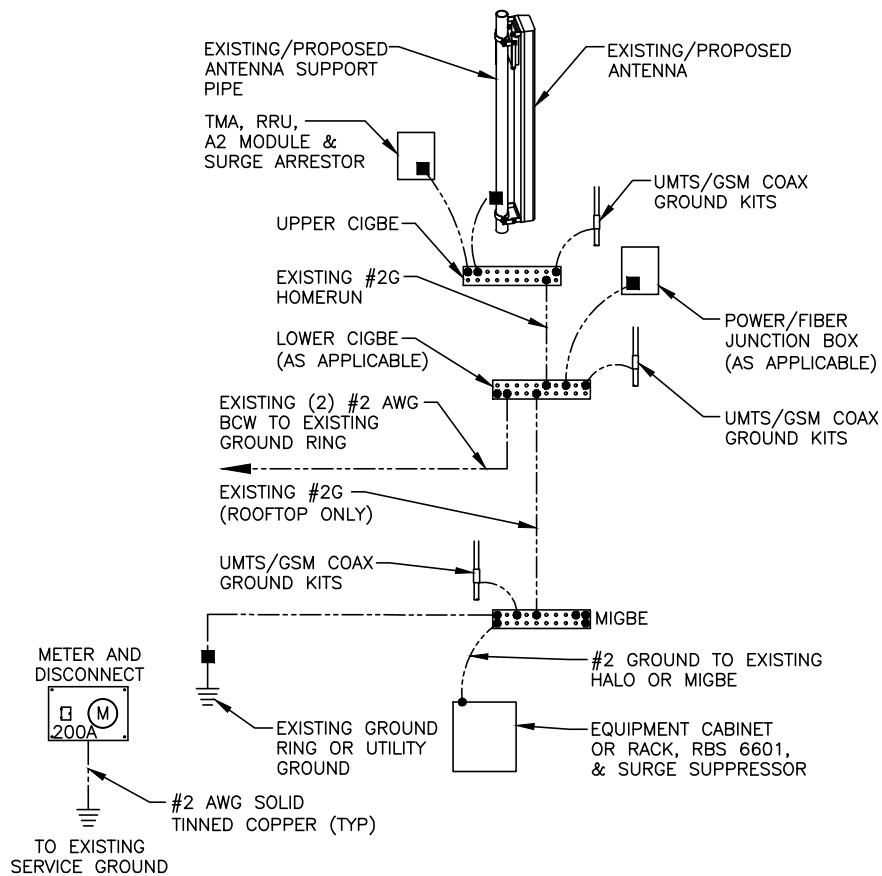 EXISTING/PROPOSED
ANTENNA SUPPORT
PIPE
EXISTING/PROPOSED
ANTENNA
TMA, RRU,
A2 MODULE &
SURGE ARRESTOR
UMTS/GSM COAX
GROUND KITS
UPPER CIGBE
EXISTING #2G
HOMERUN
POWER/FIBER
JUNCTION BOX
(AS APPLICABLE)
LOWER CIGBE
(AS APPLICABLE)
EXISTING (2) #2 AWG
BCW TO EXISTING
GROUND RING
UMTS/GSM COAX
GROUND KITS
EXISTING #2G
(ROOFTOP ONLY)
UMTS/GSM COAX
GROUND KITS
MIGBE
METER AND
DISCONNECT
M
200A
#2 GROUND TO EXISTING
HALO OR MIGBE
EXISTING GROUND
RING OR UTILITY
GROUND
EQUIPMENT CABINET
OR RACK, RBS 6601,
& SURGE SUPPRESSOR
#2 AWG SOLID
TINNED COPPER (TYP)
TO EXISTING
SERVICE GROUND